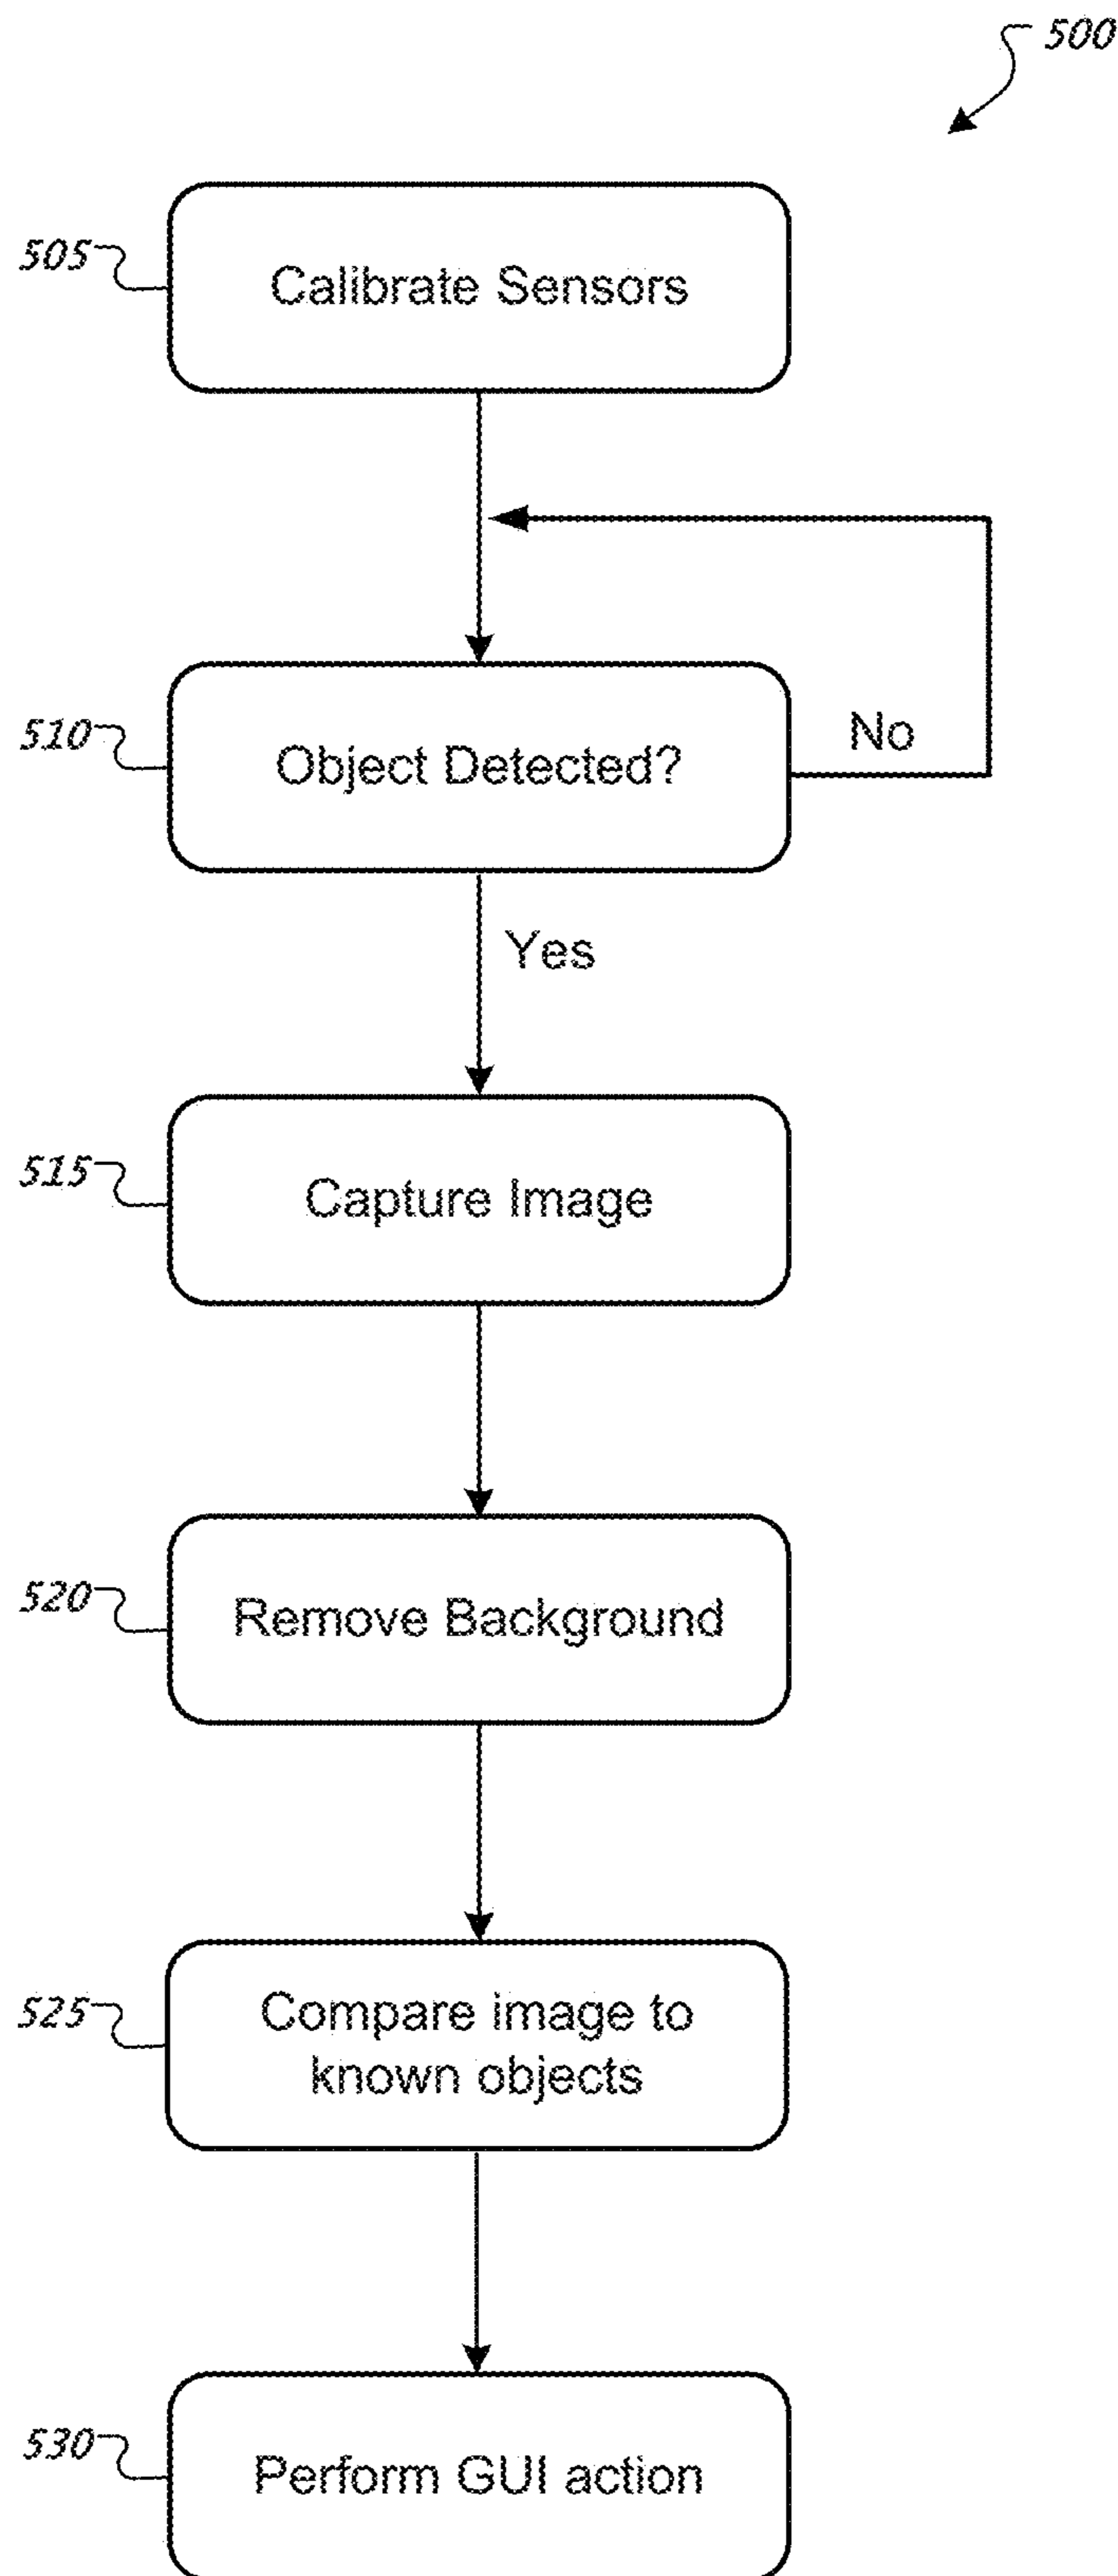 500
505
Calibrate Sensors
510
Object Detected?
No
Yes
515
Capture Image
520
Remove Background
525
Compare image to
known objects
530
Perform GUI action